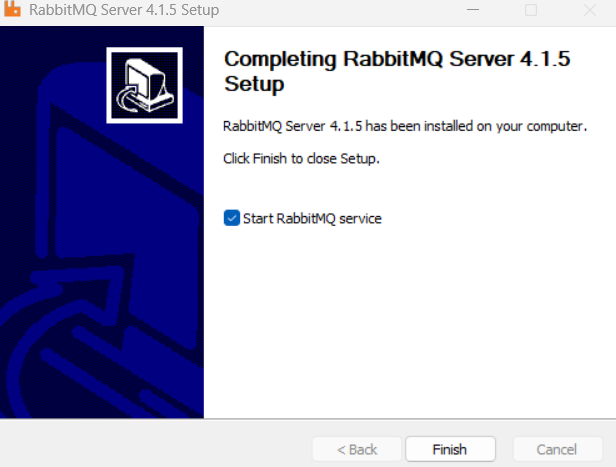 RabbitMQ Server 4.1.5 Setup
Completing RabbitMQ Server 4.1.5
Setup
RabbitMQ Server 4.1.5 has been installed on your computer.
Click Finish to close Setup.
Start RabbitMQ service
< Back
Finish
Cancel